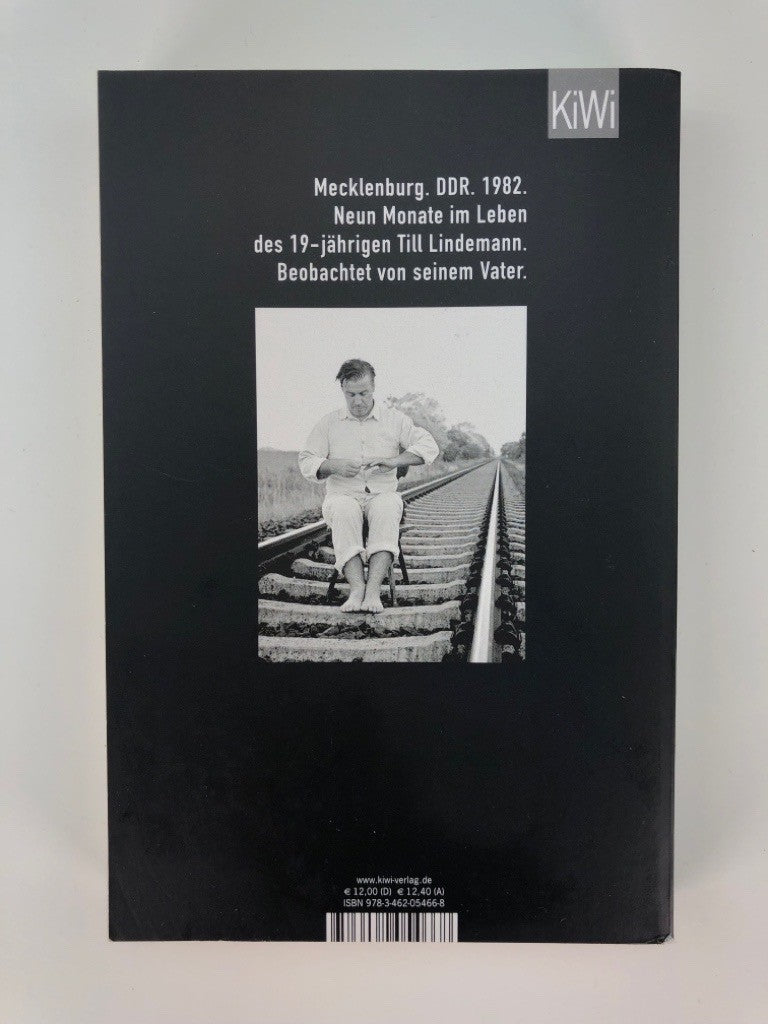 KiWi
Mecklenburg. DDR. 1982.
Neun Monate im Leben
des 19-jährigen Till Lindemann.
Beobachtet von seinem Vater.
www.kiwi-verlag.de
€ 12,00 (D) € 12,40 (A)
ISBN 978-3-462-05466-8